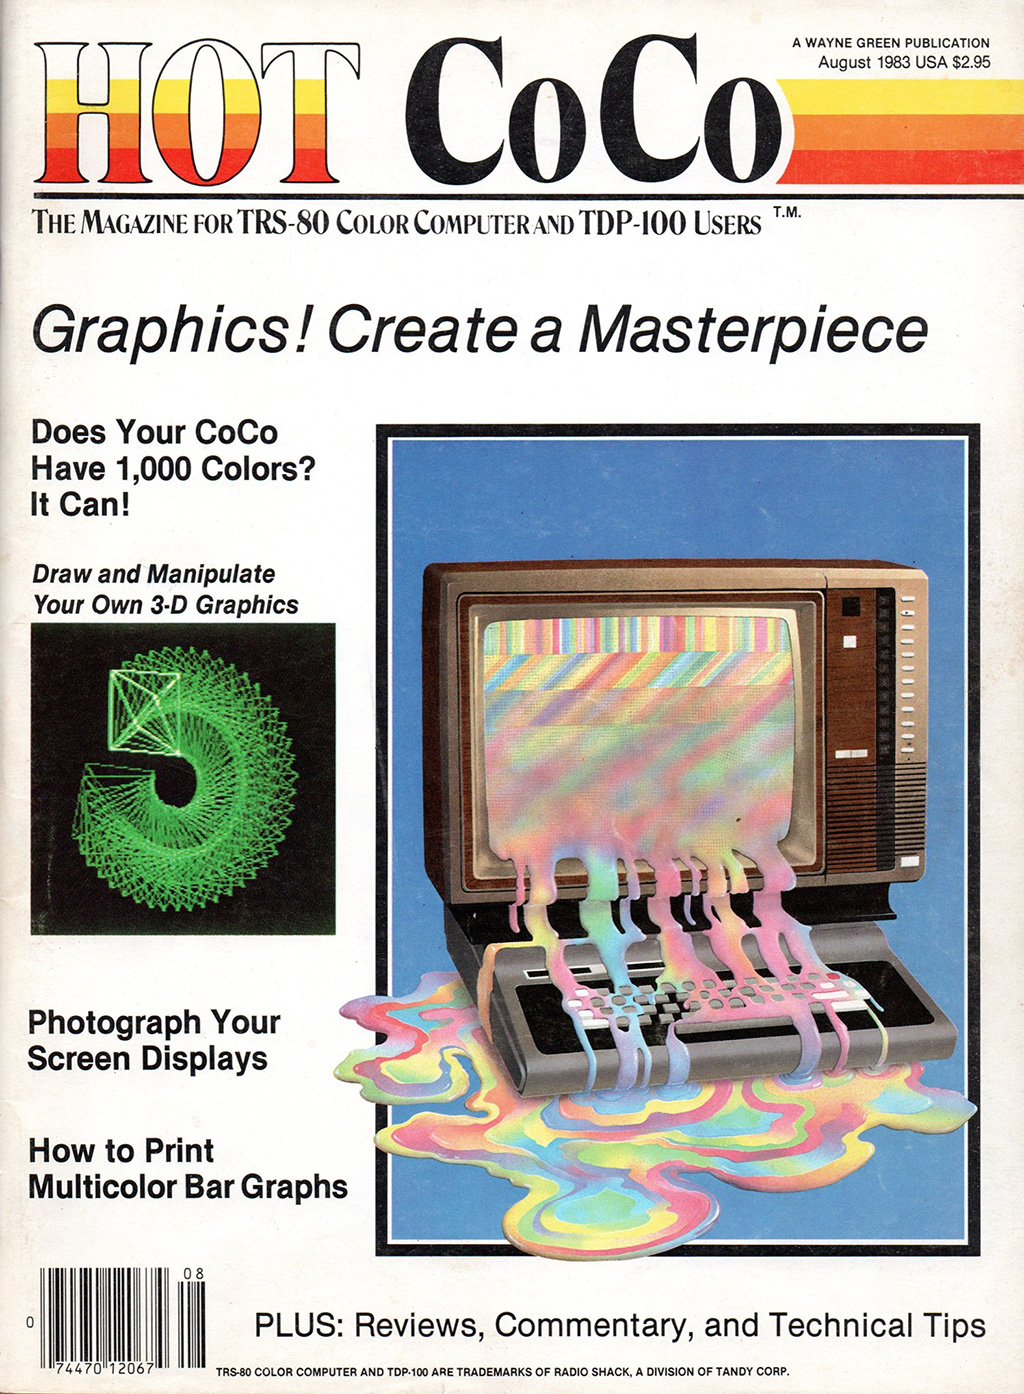 HOT CoCo
A WAYNE GREEN PUBLICATION
August 1983 USA $2.95
THE MAGAZINE FOR TRS-80 COLOR COMPUTER AND TDP-100 USERS T.M.
Graphics! Create a Masterpiece
Does Your CoCo
Have 1,000 Colors?
It Can!
Draw and Manipulate
Your Own 3-D Graphics
Photograph Your
Screen Displays
How to Print
Multicolor Bar Graphs
08
0
74470 12067
PLUS: Reviews, Commentary, and Technical Tips
TRS-80 COLOR COMPUTER AND TDP-100 ARE TRADEMARKS OF RADIO SHACK, A DIVISION OF TANDY CORP.